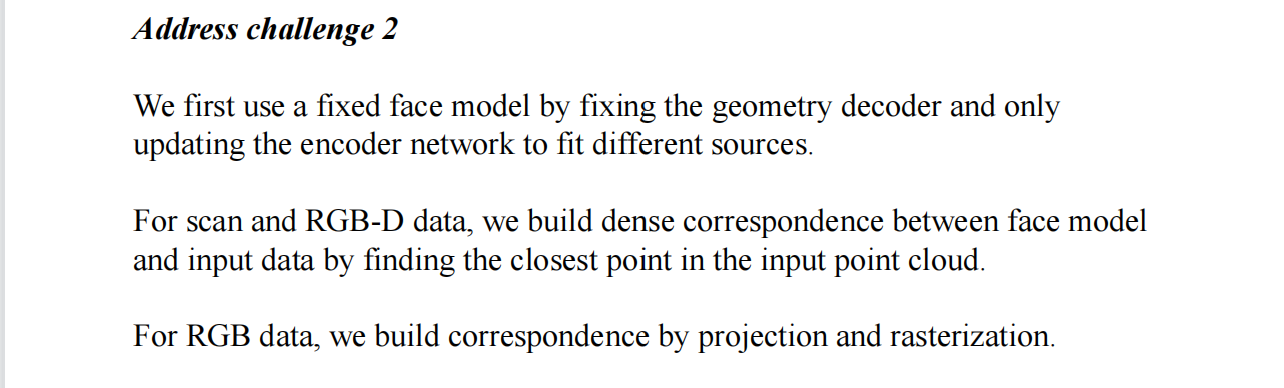 Address challenge 2
We first use a fixed face model by fixing the geometry decoder and only
updating the encoder network to fit different sources.
For scan and RGB-D data, we build dense correspondence between face model
and input data by finding the closest point in the input point cloud.
For RGB data, we build correspondence by projection and rasterization.